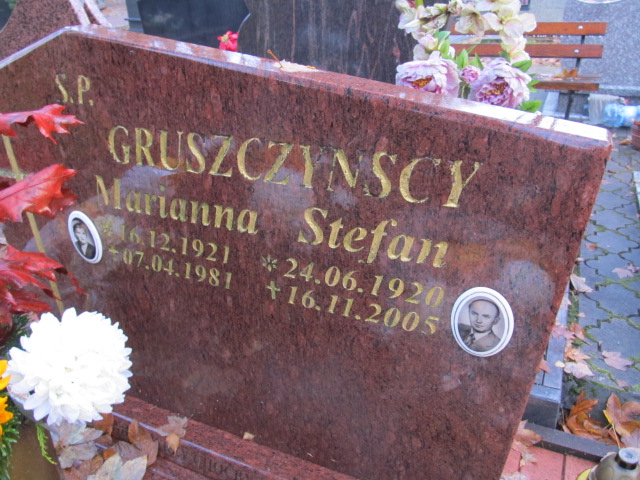 S.P.
GRUSZCZYNSCY
Marianna Stefan
* 16.12.1921 * 24.06.1920
+ 07.04.1981 + 16.11.2005